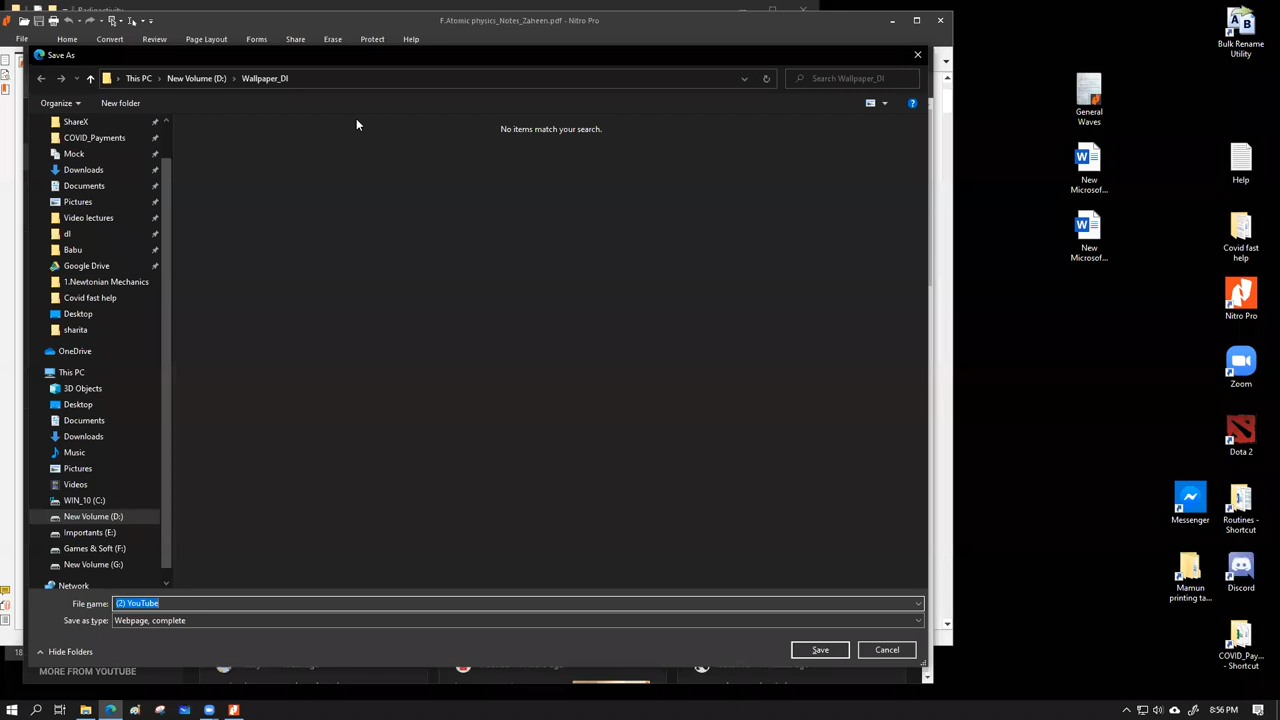 Radioactivity
F.Atomic physics_Notes_Zaheen.pdf - Nitro Pro
File Home Convert Review Page Layout Forms Share Erase Protect Help
Save As
This PC > New Volume (D:) > Wallpaper_DI
Search Wallpaper_DI
Organize
New folder
No items match your search.
ShareX
COVID_Payments
Mock
Downloads
Documents
Pictures
Video lectures
dl
Babu
Google Drive
1.Newtonian Mechanics
Covid fast help
Desktop
sharita
OneDrive
This PC
3D Objects
Desktop
Documents
Downloads
Music
Pictures
Videos
WIN_10 (C:)
New Volume (D:)
Importants (E:)
Games & Soft (F:)
New Volume (G:)
Network
File name: (2) YouTube
Save as type: Webpage, complete
Hide Folders
Save
Cancel
MORE FROM YOUTUBE
General
Waves
New
Microsof...
New
Microsof...
Bulk Rename
Utility
Help
Covid fast
help
Nitro Pro
Zoom
Dota 2
Messenger
Routines -
Shortcut
Mamun
printing ta...
Discord
COVID_Pay...
- Shortcut
8:56 PM